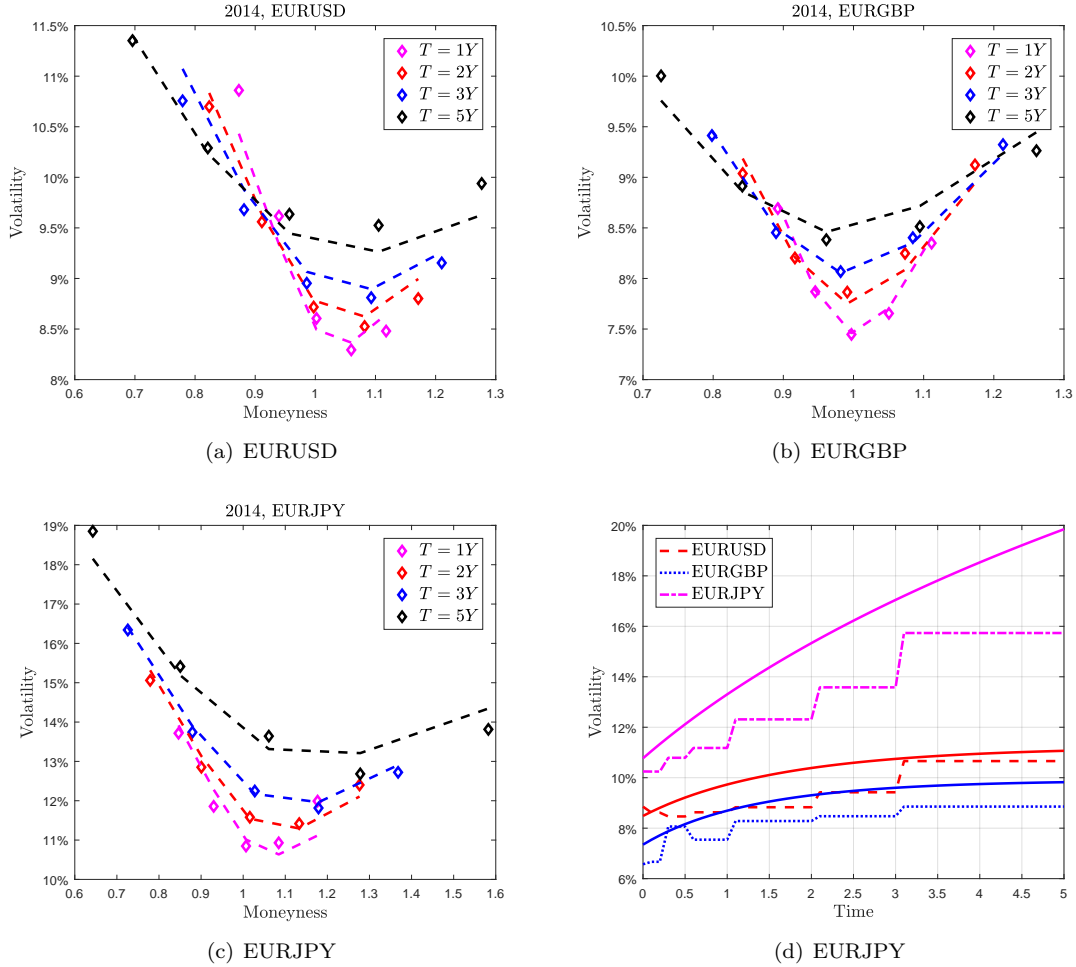 2014, EURUSD
11.5%
11%
10.5%
10%
9.5%
9%
8.5%
8%
Volatility
T = 1Y
T = 2Y
T = 3Y
T = 5Y
0.6 0.7 0.8 0.9 1 1.1 1.2 1.3
Moneyness
(a) EURUSD
2014, EURGBP
10.5%
10%
9.5%
9%
8.5%
8%
7.5%
7%
Volatility
T = 1Y
T = 2Y
T = 3Y
T = 5Y
0.7 0.8 0.9 1 1.1 1.2 1.3
Moneyness
(b) EURGBP
2014, EURJPY
19%
18%
17%
16%
15%
14%
13%
12%
11%
10%
Volatility
T = 1Y
T = 2Y
T = 3Y
T = 5Y
0.6 0.7 0.8 0.9 1 1.1 1.2 1.3 1.4 1.5 1.6
Moneyness
(c) EURJPY
20%
18%
16%
14%
12%
10%
8%
6%
Volatility
EURUSD
EURGBP
EURJPY
0 0.5 1 1.5 2 2.5 3 3.5 4 4.5 5
Time
(d) EURJPY